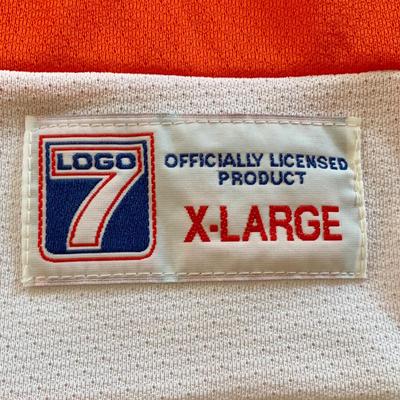 LOGO
7
OFFICIALLY LICENSED
PRODUCT
X-LARGE